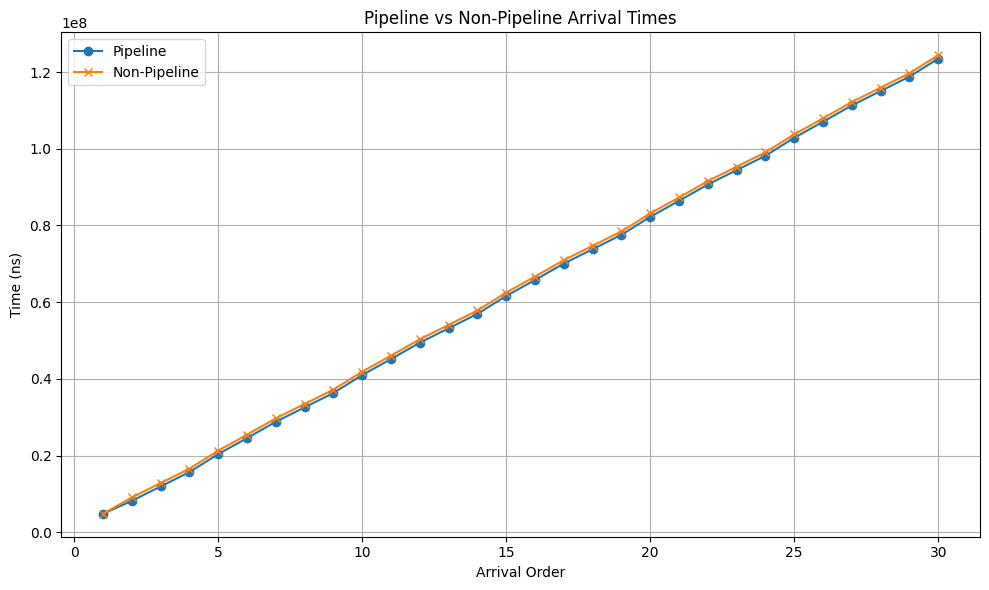 Pipeline vs Non-Pipeline Arrival Times
1e8
Pipeline
Non-Pipeline
1.2
1.0
0.8
0.6
0.4
0.2
0.0
Time (ns)
0 5 10 15 20 25 30
Arrival Order